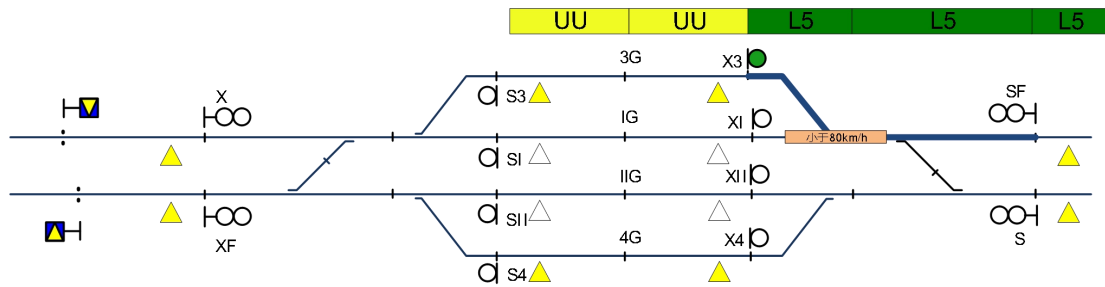 UU UU L5 L5 L5
3G
X3
X
S3
SF
IG
XI
小于80km/h
SI
IIG
XII
SII
XF
4G
X4
S
S4